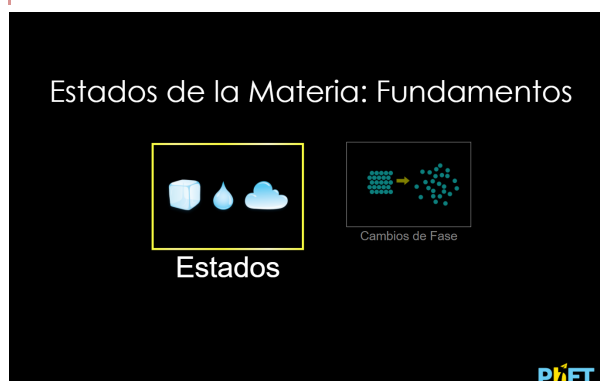 Estados de la Materia: Fundamentos
Estados
Cambios de Fase
PhET